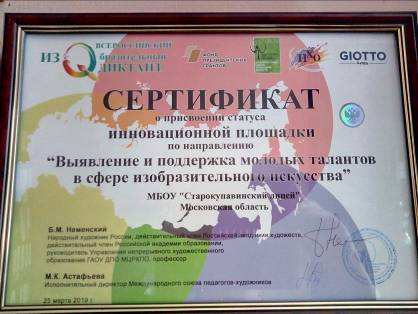 ВСЕРОССИЙСКИЙ
ИЗОбразительный
ДИКТАНТ
ФОНД
ПРЕЗИДЕНТСКИХ
ГРАНТОВ
GIOTTO
СЕРТИФИКАТ
о присвоении статуса
инновационной площадки
по направлению
“Выявление и поддержка молодых талантов
в сфере изобразительного искусства”
МБОУ "Старокупавинский лицей"
Московская область
Б.М. Неменский
Народный художник России, действительный член Российской академии художеств,
действительный член Российской академии образования,
руководитель Управления непрерывного художественного
образования ГАОУ ДПО МЦРКПО, профессор
М.К. Астафьева
Исполнительный директор Международного союза педагогов-художников
25 марта 2019 г.